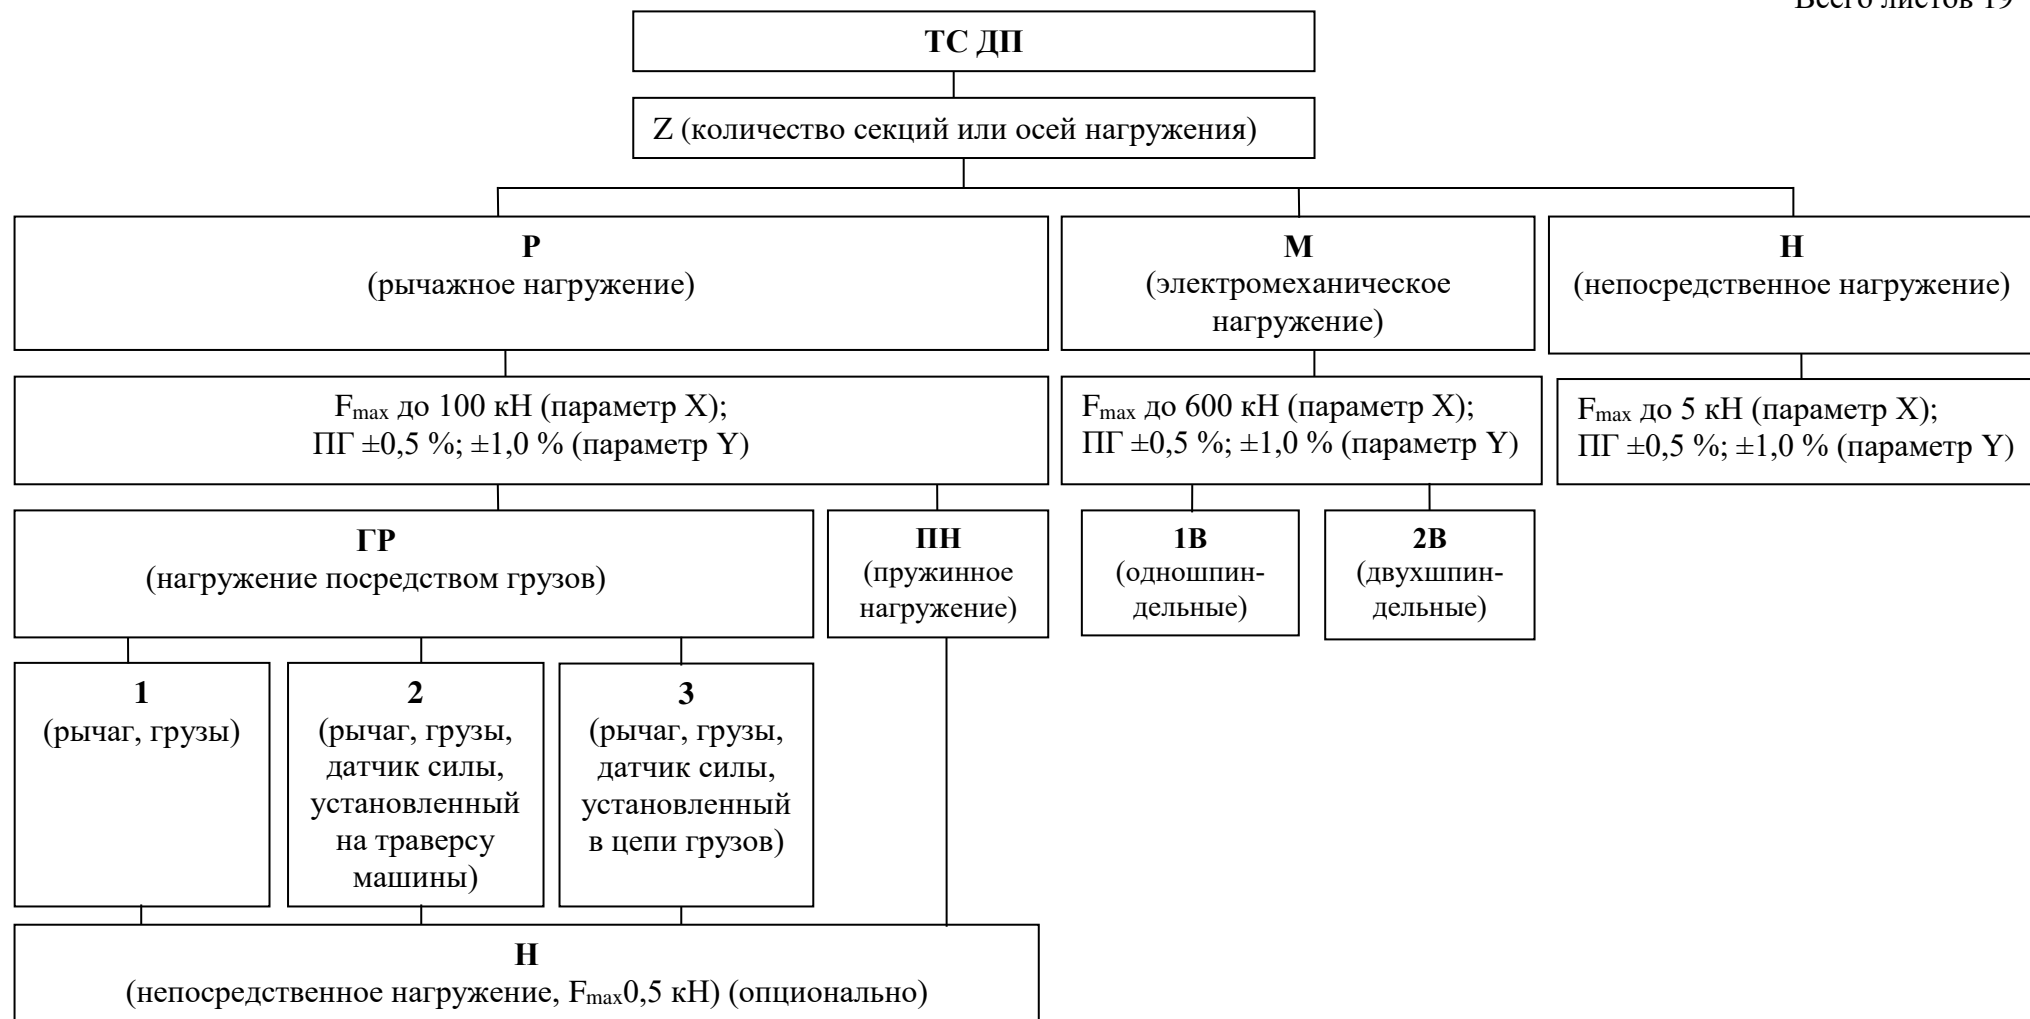 Всего листов 19
ТС ДП
Z (количество секций или осей нагружения)
Р
(рычажное нагружение)
М
(электромеханическое
нагружение)
Н
(непосредственное нагружение)
Fmax до 100 кН (параметр X);
ПГ ±0,5 %; ±1,0 % (параметр Y)
Fmax до 600 кН (параметр X);
ПГ ±0,5 %; ±1,0 % (параметр Y)
Fmax до 5 кН (параметр X);
ПГ ±0,5 %; ±1,0 % (параметр Y)
ГР
(нагружение посредством грузов)
ПН
(пружинное
нагружение)
1В
(одношпин-
дельные)
2В
(двухшпин-
дельные)
1
(рычаг, грузы)
2
(рычаг, грузы,
датчик силы,
установленный
на траверсу
машины)
3
(рычаг, грузы,
датчик силы,
установленный
в цепи грузов)
Н
(непосредственное нагружение, Fmax0,5 кН) (опционально)